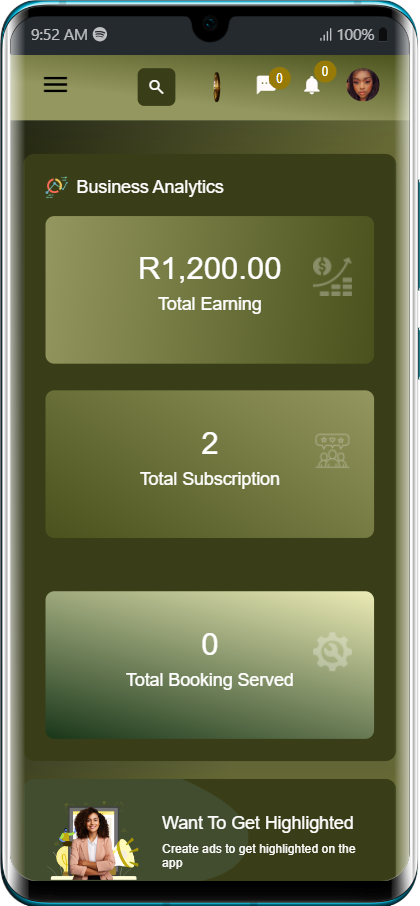 9:52 AM
100%
0
0
Business Analytics
R1,200.00
Total Earning
2
Total Subscription
0
Total Booking Served
Want To Get Highlighted
Create ads to get highlighted on the
app